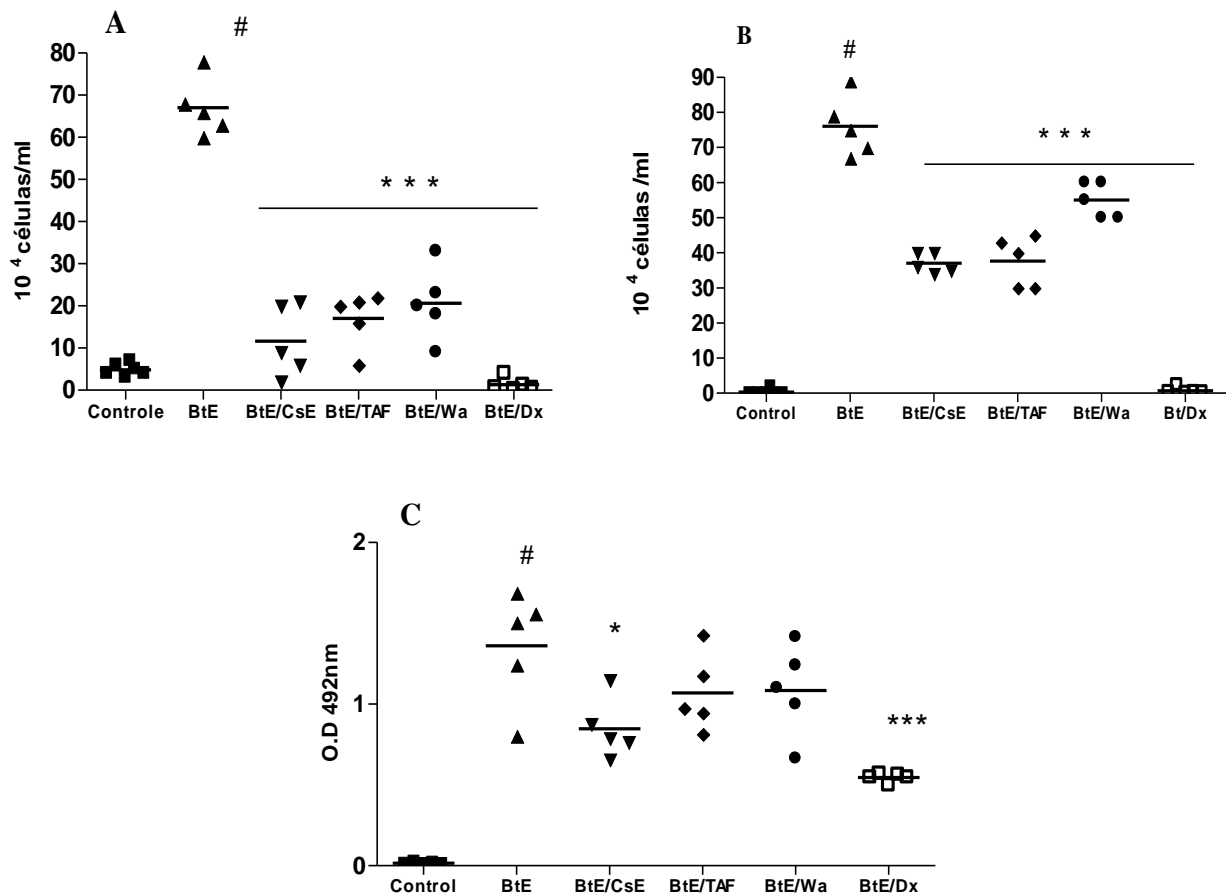 A
#
80
70
60
50
40
30
20
10
0
10 4 células/ml
* * *
Controle BtE BtE/CsE BtE/TAF BtE/Wa BtE/Dx
B
#
90
80
70
60
50
40
30
20
10
0
10 4 células /ml
* * *
Control BtE BtE/CsE BtE/TAF BtE/Wa Bt/Dx
C
#
*
***
2
1
0
O.D 492nm
Control BtE BtE/CsE BtE/TAF BtE/Wa BtE/Dx